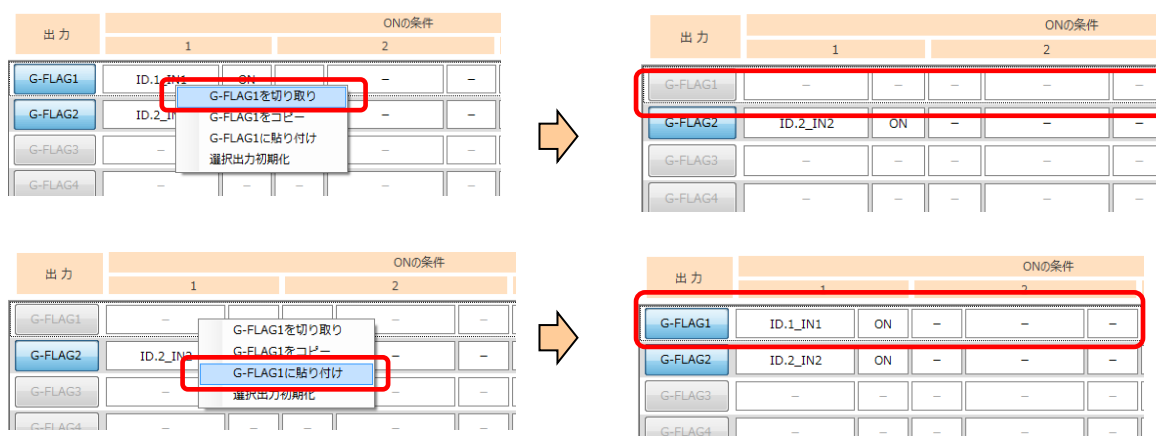 出力 ONの条件
1 2
G-FLAG1 ID.1_IN1 ON – –
G-FLAG2 ID.2_IN – –
G-FLAG3 – – –
G-FLAG4 – – – – –
G-FLAG1を切り取り
G-FLAG1をコピー
G-FLAG1に貼り付け
選択出力初期化
出力 ONの条件
1 2
G-FLAG1 – – – – –
G-FLAG2 ID.2_IN2 ON – – –
G-FLAG3 – – – – –
G-FLAG4 – – – – –
出力 ONの条件
1 2
G-FLAG1 – – –
G-FLAG2 ID.2_IN2 – –
G-FLAG3 – – –
G-FLAG4 – – – – –
G-FLAG1を切り取り
G-FLAG1をコピー
G-FLAG1に貼り付け
選択出力初期化
出力 ONの条件
1 2
G-FLAG1 ID.1_IN1 ON – – –
G-FLAG2 ID.2_IN2 ON – – –
G-FLAG3 – – – – –
G-FLAG4 – – – – –